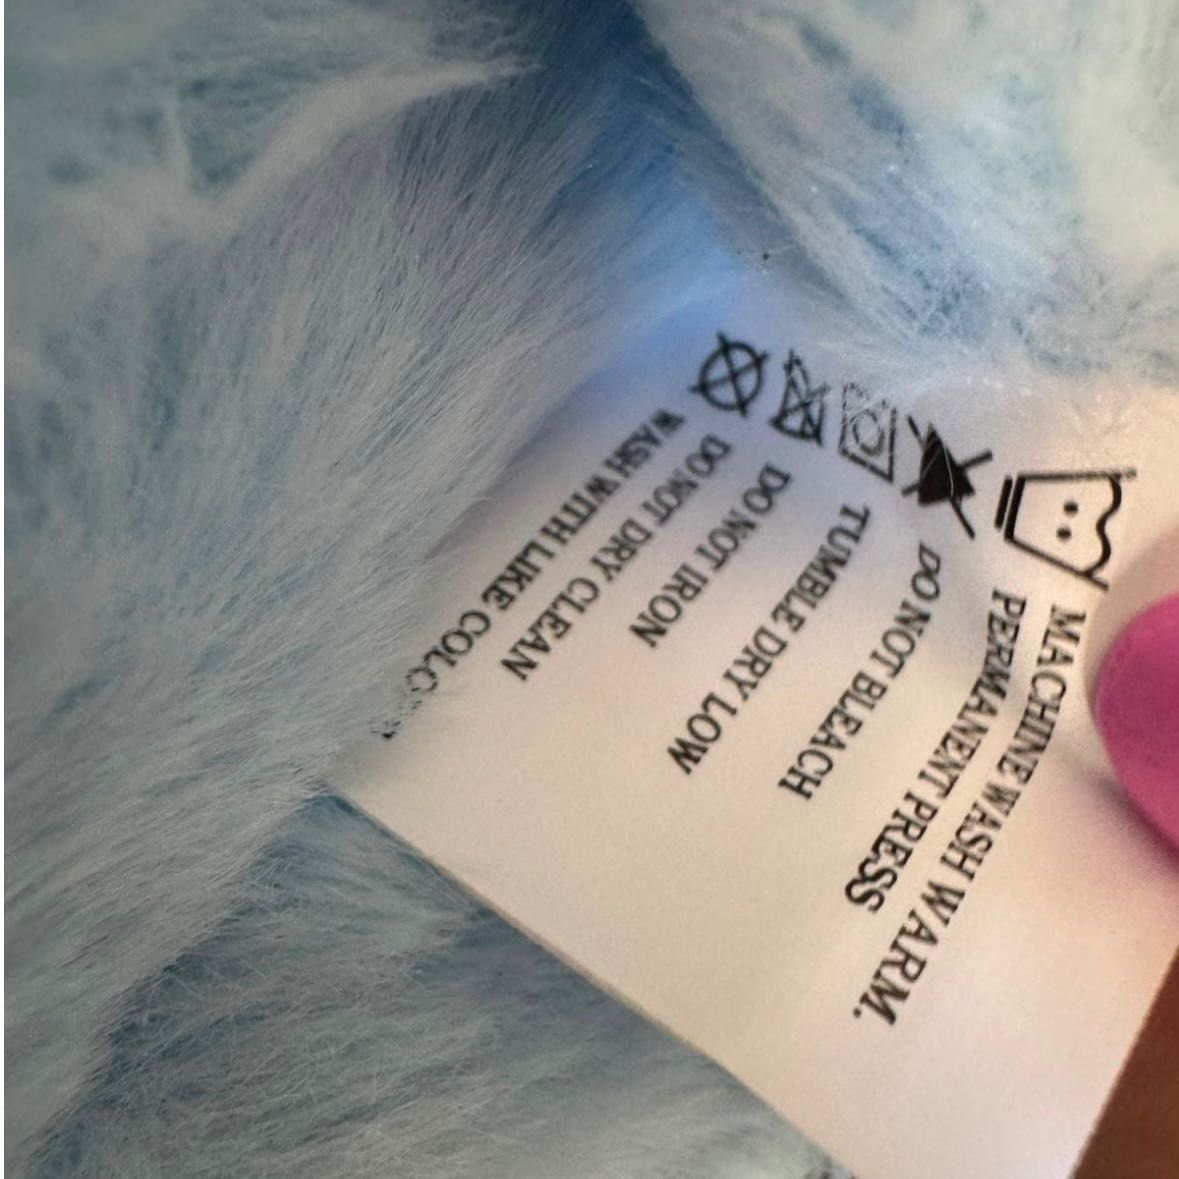 MACHINE WASH WARM.
PERMANENT PRESS
DO NOT BLEACH
TUMBLE DRY LOW
DO NOT IRON
DO NOT DRY CLEAN
WASH WITH LIKE